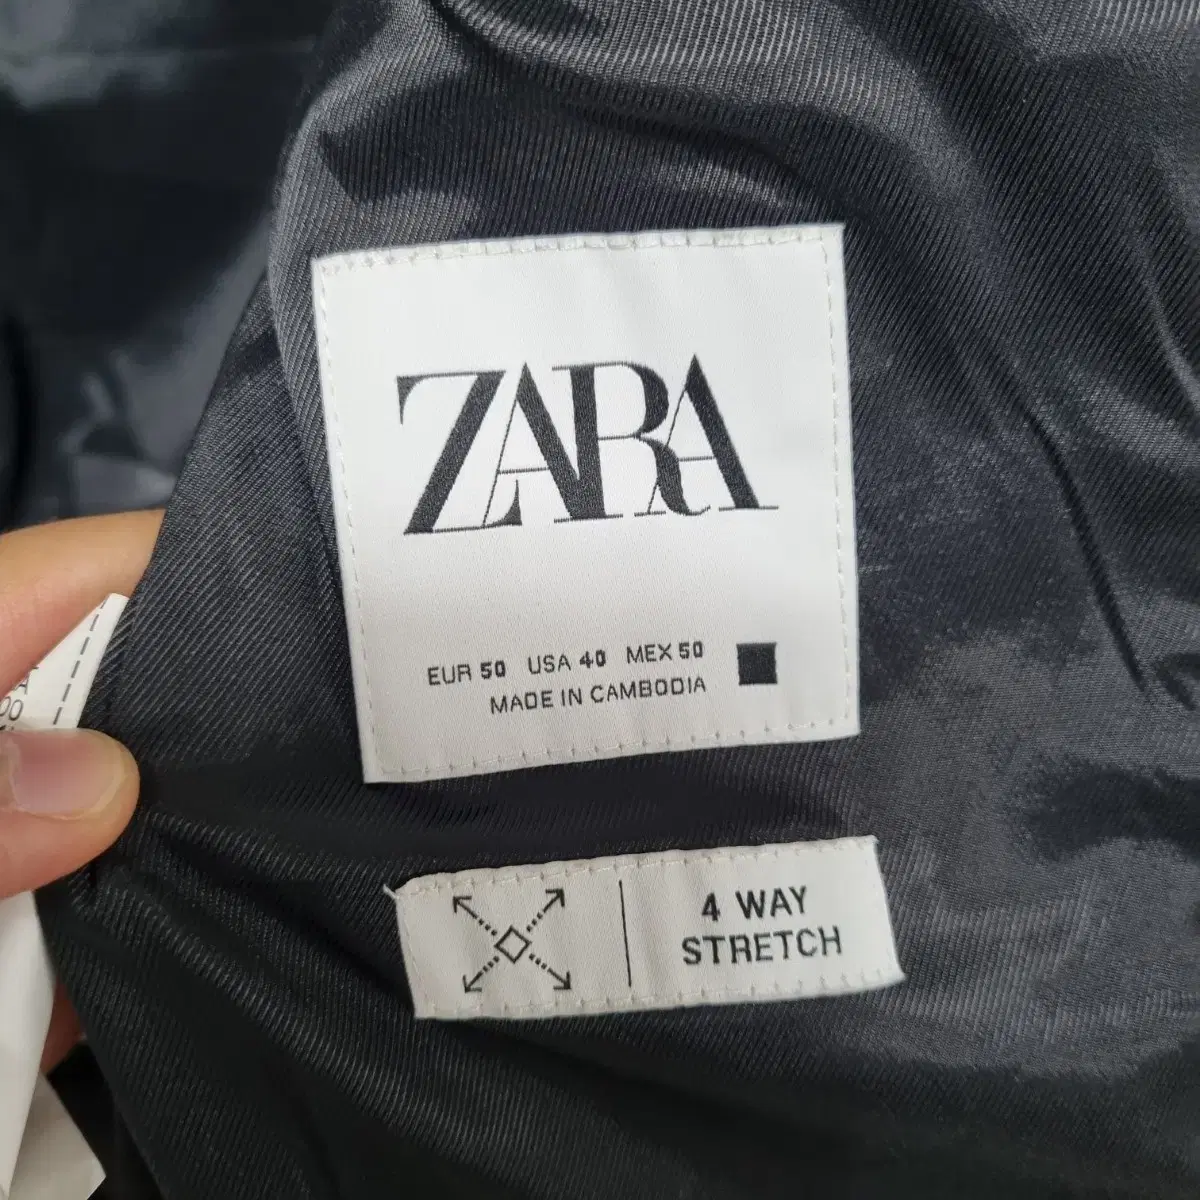 ZARA
EUR 50 USA 40 MEX 50
MADE IN CAMBODIA
4 WAY
STRETCH